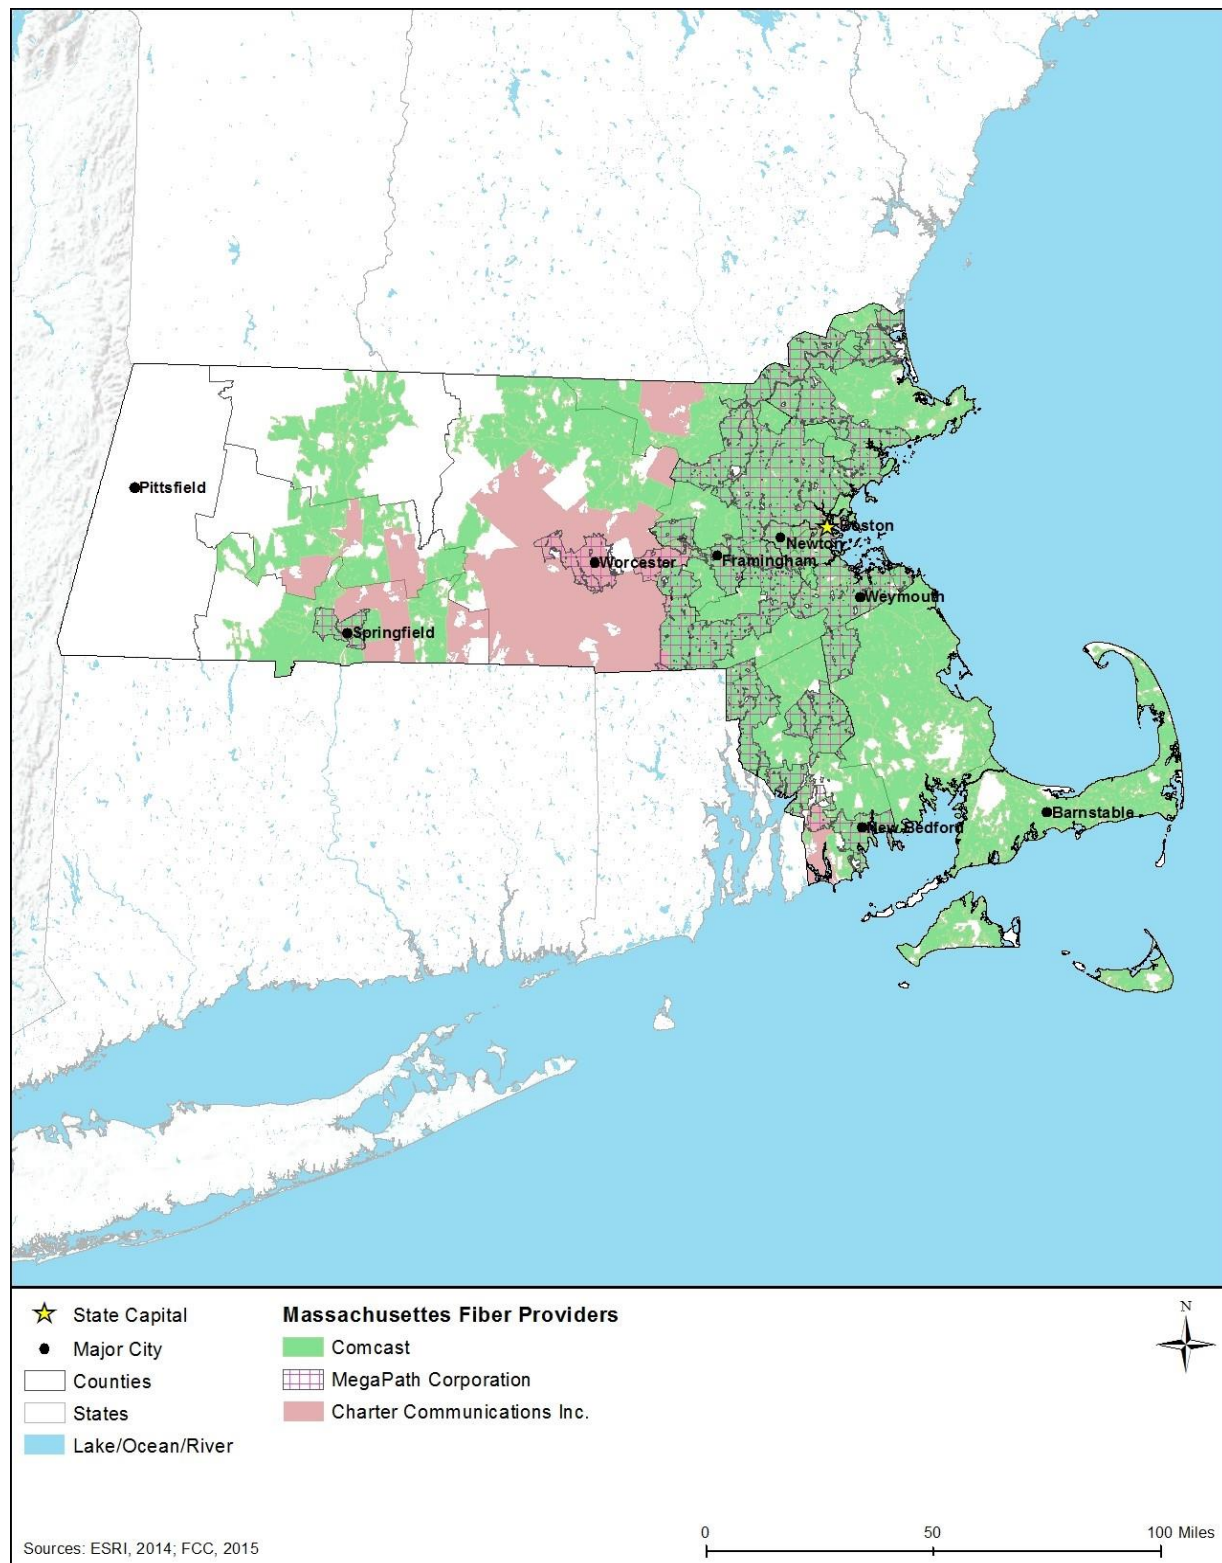 Pittsfield
Boston
Newton
Worcester
Framingham
Weymouth
Springfield
Barnstable
New Bedford
State Capital
Major City
Counties
States
Lake/Ocean/River
Massachusettes Fiber Providers
Comcast
MegaPath Corporation
Charter Communications Inc.
N
0 50 100 Miles
Sources: ESRI, 2014; FCC, 2015